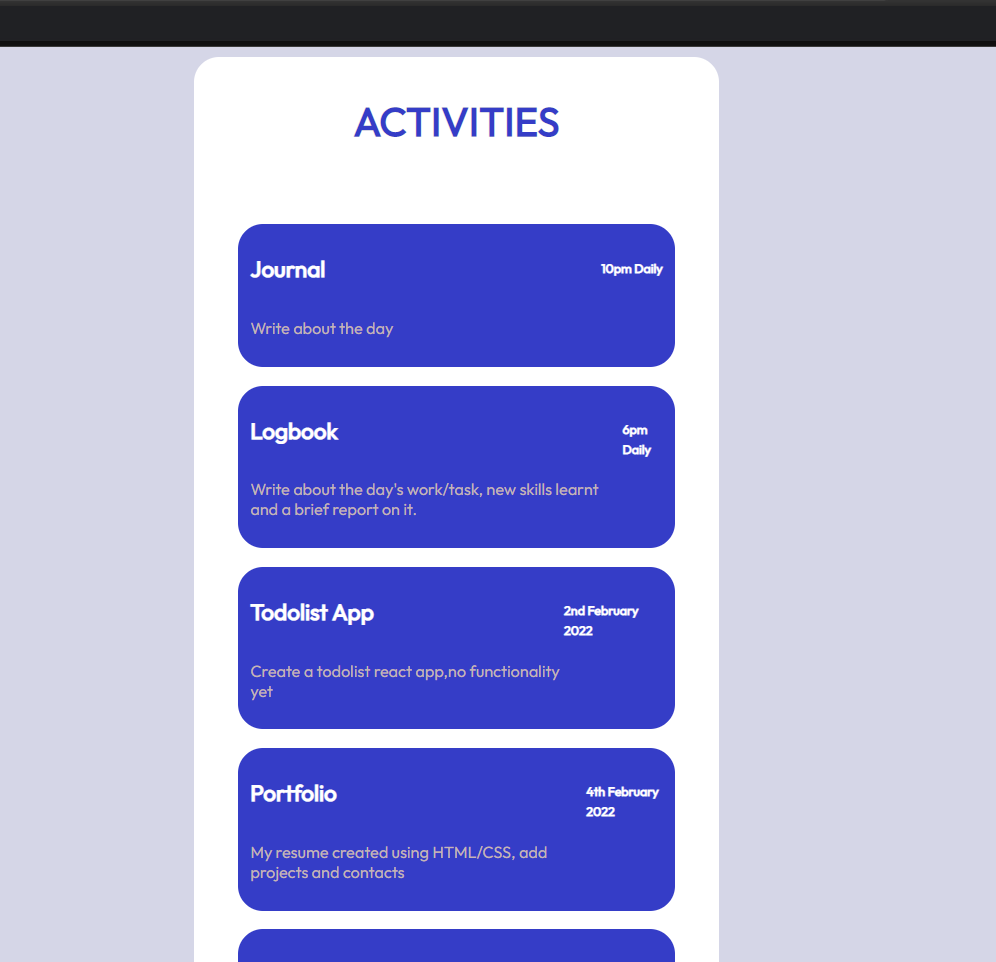 ACTIVITIES
Journal
10pm Daily
Write about the day
Logbook
6pm
Daily
Write about the day's work/task, new skills learnt
and a brief report on it.
Todolist App
2nd February
2022
Create a todolist react app,no functionality
yet
Portfolio
4th February
2022
My resume created using HTML/CSS, add
projects and contacts